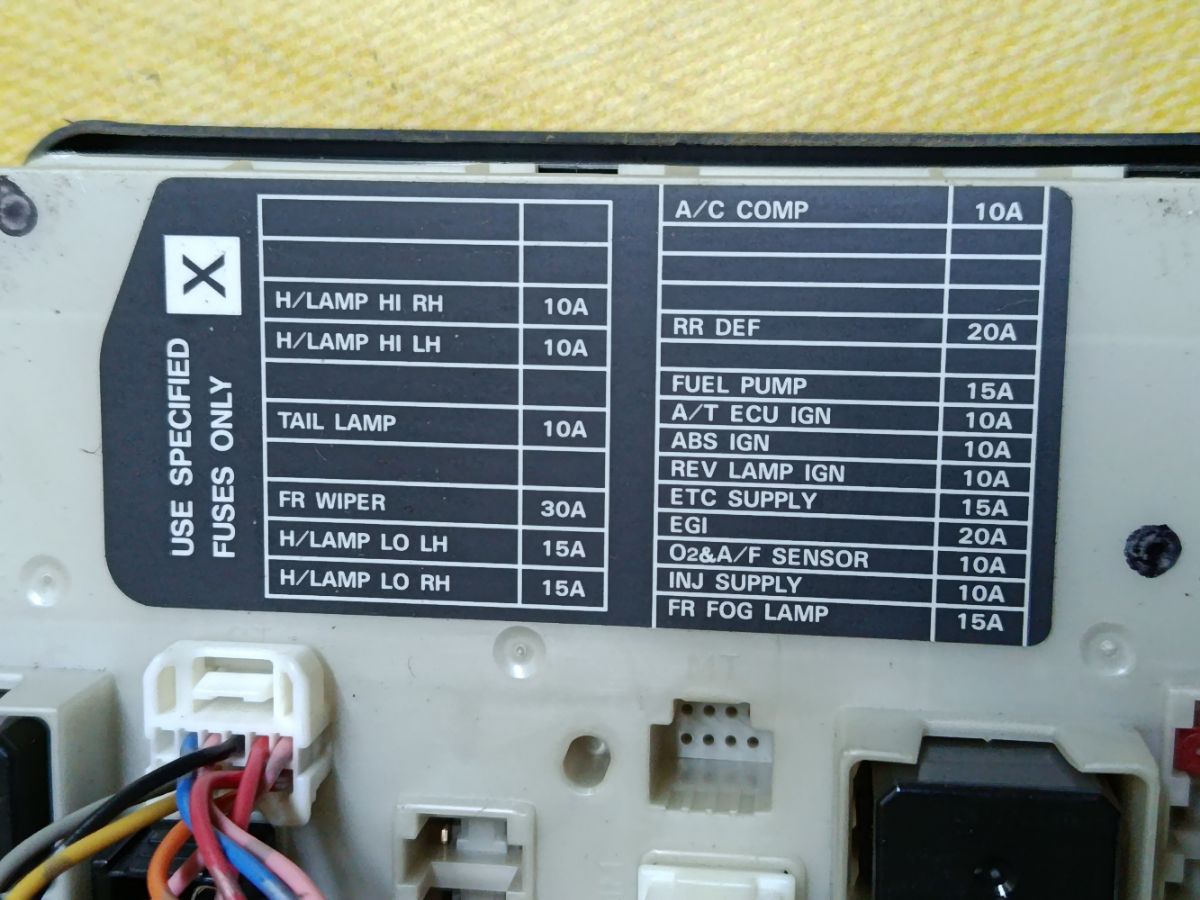 X
USE SPECIFIED
FUSES ONLY
H/LAMP HI RH 10A
H/LAMP HI LH 10A
TAIL LAMP 10A
FR WIPER 30A
H/LAMP LO LH 15A
H/LAMP LO RH 15A
A/C COMP 10A
RR DEF 20A
FUEL PUMP 15A
A/T ECU IGN 10A
ABS IGN 10A
REV LAMP IGN 10A
ETC SUPPLY 15A
EGI 20A
O2&A/F SENSOR 10A
INJ SUPPLY 10A
FR FOG LAMP 15A
MT